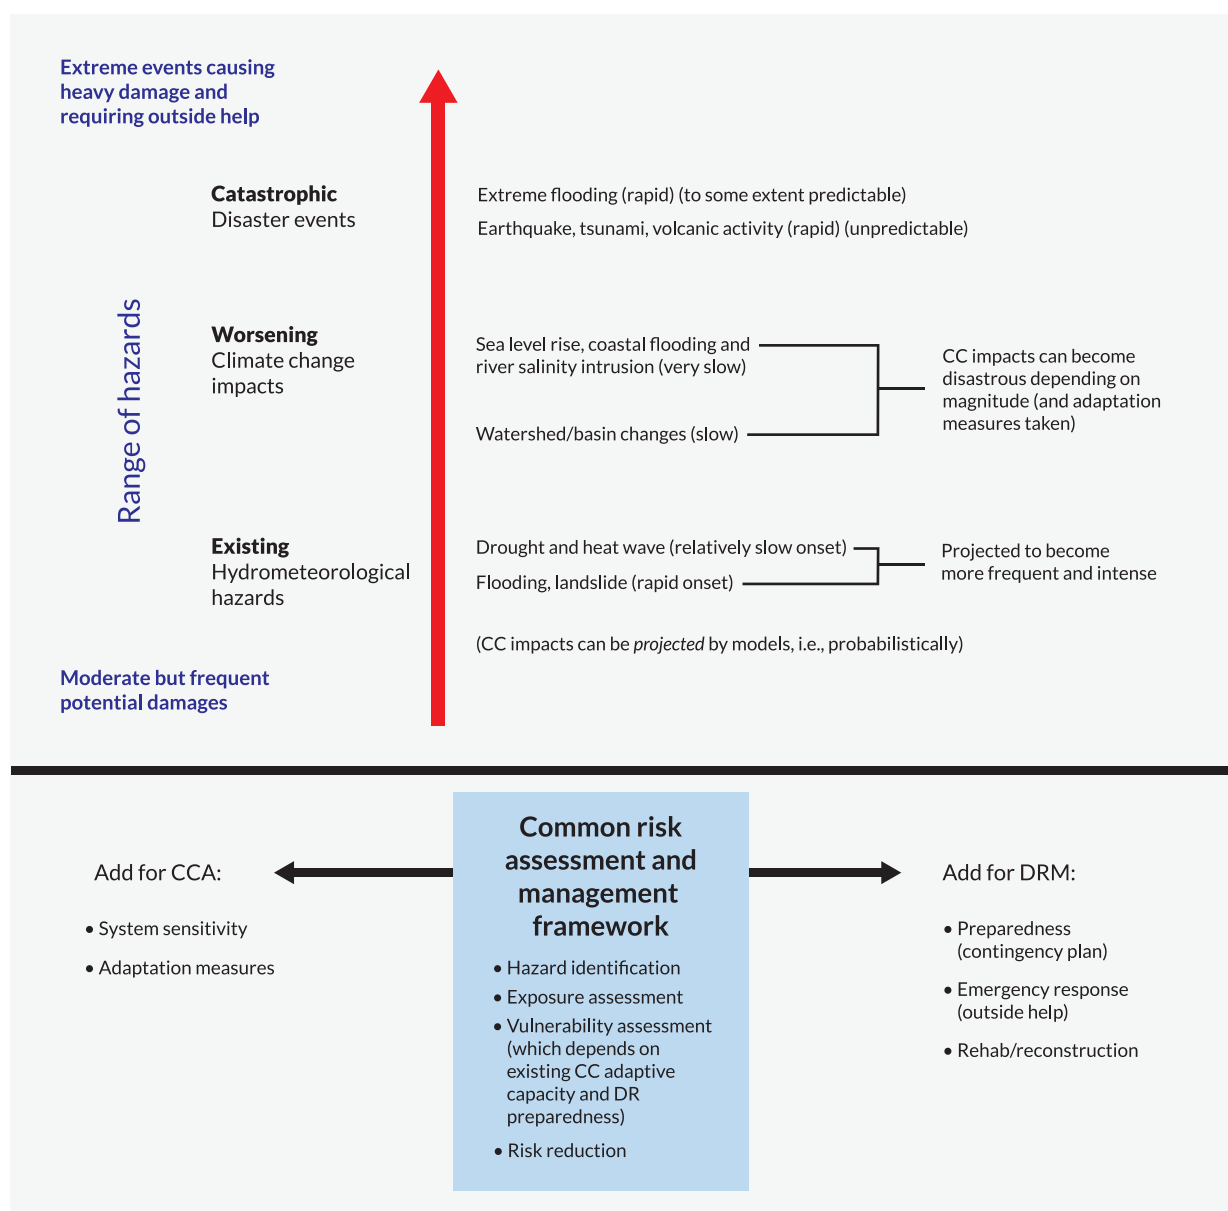 Extreme events causing
heavy damage and
requiring outside help
Range of hazards
Catastrophic
Disaster events
Extreme flooding (rapid) (to some extent predictable)
Earthquake, tsunami, volcanic activity (rapid) (unpredictable)
Worsening
Climate change
impacts
Sea level rise, coastal flooding and
river salinity intrusion (very slow)
Watershed/basin changes (slow)
CC impacts can become
disastrous depending on
magnitude (and adaptation
measures taken)
Existing
Hydrometeorological
hazards
Drought and heat wave (relatively slow onset)
Flooding, landslide (rapid onset)
Projected to become
more frequent and intense
(CC impacts can be projected by models, i.e., probabilistically)
Moderate but frequent
potential damages
Add for CCA:
• System sensitivity
• Adaptation measures
Common risk
assessment and
management
framework
• Hazard identification
• Exposure assessment
• Vulnerability assessment
(which depends on
existing CC adaptive
capacity and DR
preparedness)
• Risk reduction
Add for DRM:
• Preparedness
(contingency plan)
• Emergency response
(outside help)
• Rehab/reconstruction